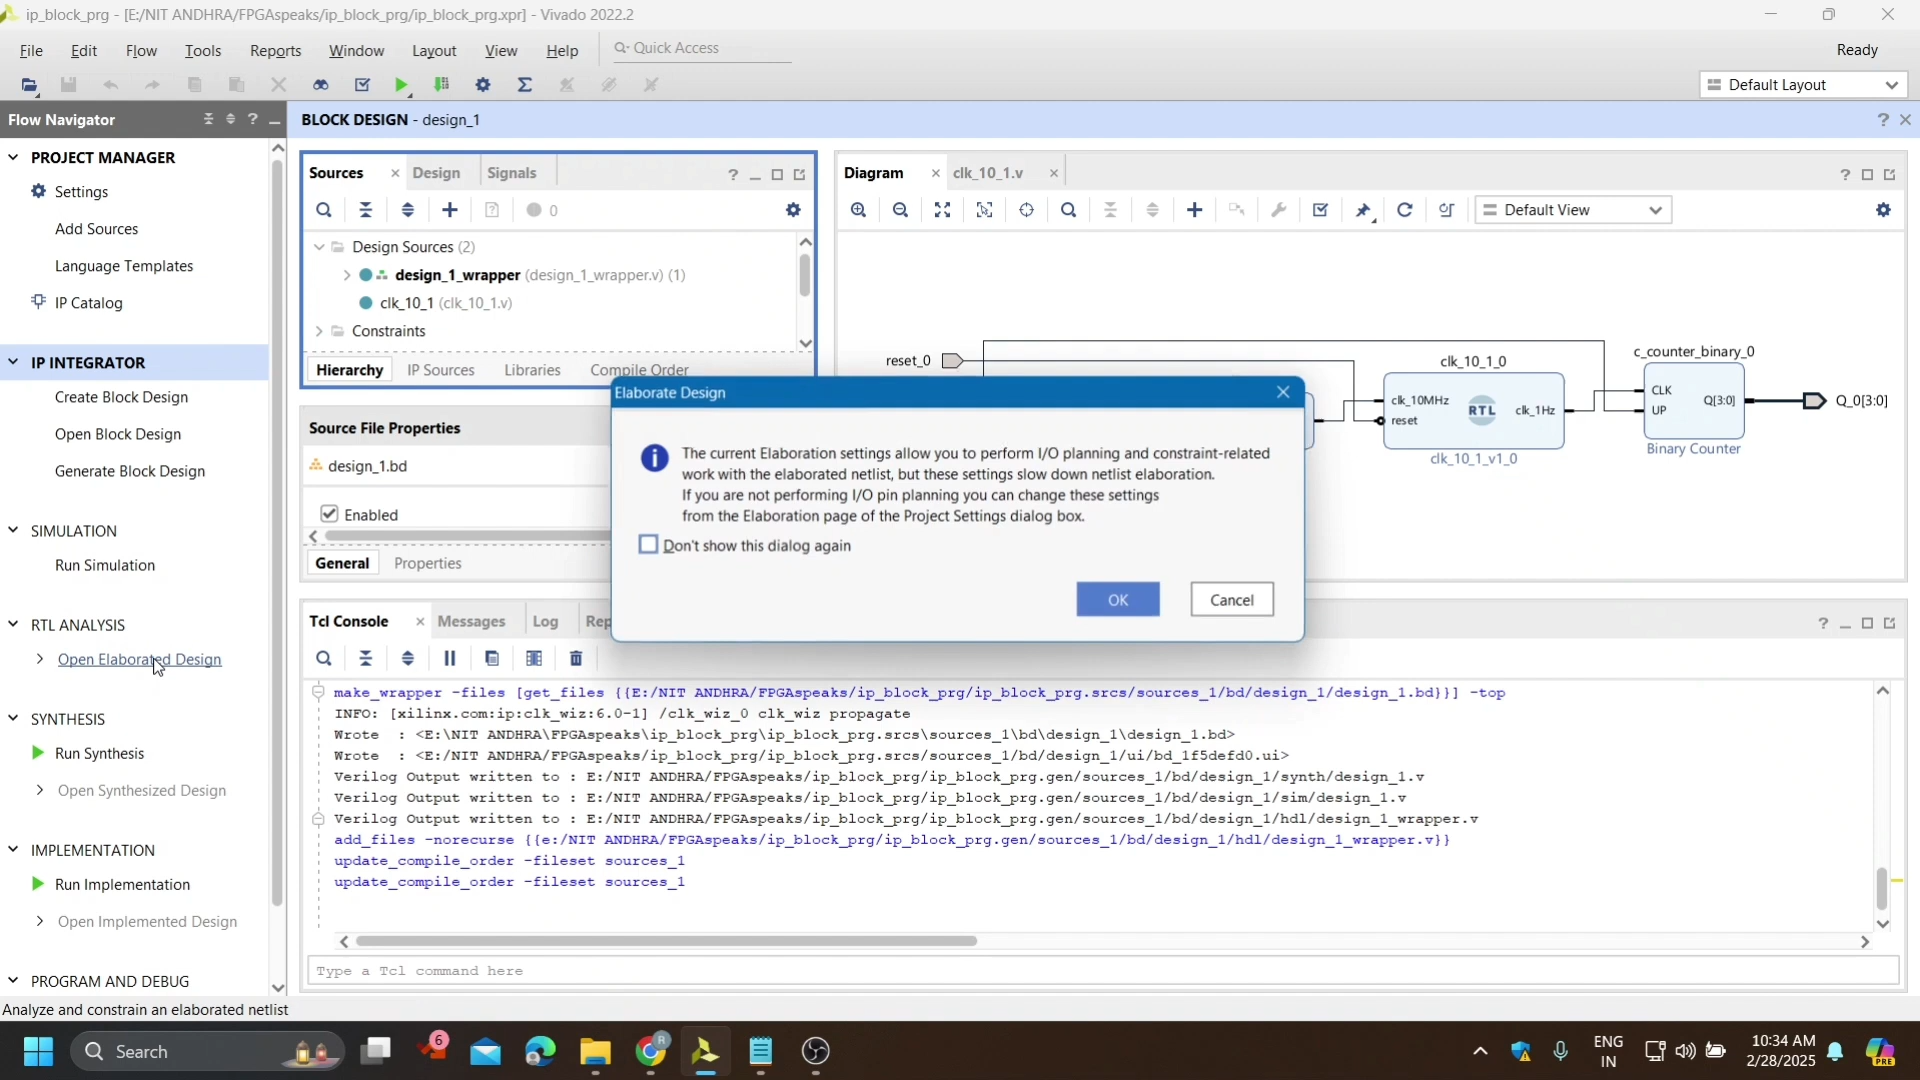 ip_block_prg - [E:/NIT ANDHRA/FPGAspeaks/ip_block_prg/ip_block_prg.xpr] - Vivado 2022.2
File Edit Flow Tools Reports Window Layout View Help Quick Access
Ready
Default Layout
Flow Navigator
PROJECT MANAGER
Settings
Add Sources
Language Templates
IP Catalog
IP INTEGRATOR
Create Block Design
Open Block Design
Generate Block Design
SIMULATION
Run Simulation
RTL ANALYSIS
Open Elaborated Design
SYNTHESIS
Run Synthesis
Open Synthesized Design
IMPLEMENTATION
Run Implementation
Open Implemented Design
PROGRAM AND DEBUG
BLOCK DESIGN - design_1
Sources Design Signals
0
Design Sources (2)
design_1_wrapper (design_1_wrapper.v) (1)
clk_10_1 (clk_10_1.v)
Constraints
Hierarchy IP Sources Libraries Compile Order
Source File Properties
design_1.bd
Enabled
General Properties
Diagram clk_10_1.v
Default View
reset_0
clk_10_1_0
clk_10MHz
reset
RTL
clk_1Hz
clk_10_1_v1_0
c_counter_binary_0
CLK
UP
Q[3:0]
Binary Counter
Q_0[3:0]
Elaborate Design
The current Elaboration settings allow you to perform I/O planning and constraint-related
work with the elaborated netlist, but these settings slow down netlist elaboration.
If you are not performing I/O pin planning you can change these settings
from the Elaboration page of the Project Settings dialog box.
Don't show this dialog again
OK Cancel
Tcl Console Messages Log Rep
make_wrapper -files [get_files {{E:/NIT ANDHRA/FPGAspeaks/ip_block_prg/ip_block_prg.srcs/sources_1/bd/design_1/design_1.bd}}] -top
INFO: [xilinx.com:ip:clk_wiz:6.0-1] /clk_wiz_0 clk_wiz propagate
Wrote : <E:\NIT ANDHRA\FPGAspeaks\ip_block_prg\ip_block_prg.srcs\sources_1\bd\design_1\design_1.bd>
Wrote : <E:/NIT ANDHRA/FPGAspeaks/ip_block_prg/ip_block_prg.srcs/sources_1/bd/design_1/ui/bd_1f5defd0.ui>
Verilog Output written to : E:/NIT ANDHRA/FPGAspeaks/ip_block_prg/ip_block_prg.gen/sources_1/bd/design_1/synth/design_1.v
Verilog Output written to : E:/NIT ANDHRA/FPGAspeaks/ip_block_prg/ip_block_prg.gen/sources_1/bd/design_1/sim/design_1.v
Verilog Output written to : E:/NIT ANDHRA/FPGAspeaks/ip_block_prg/ip_block_prg.gen/sources_1/bd/design_1/hdl/design_1_wrapper.v
add_files -norecurse {{e:/NIT ANDHRA/FPGAspeaks/ip_block_prg/ip_block_prg.gen/sources_1/bd/design_1/hdl/design_1_wrapper.v}}
update_compile_order -fileset sources_1
update_compile_order -fileset sources_1
Type a Tcl command here
Analyze and constrain an elaborated netlist
Search
6
ENG
IN
10:34 AM
2/28/2025
PRE